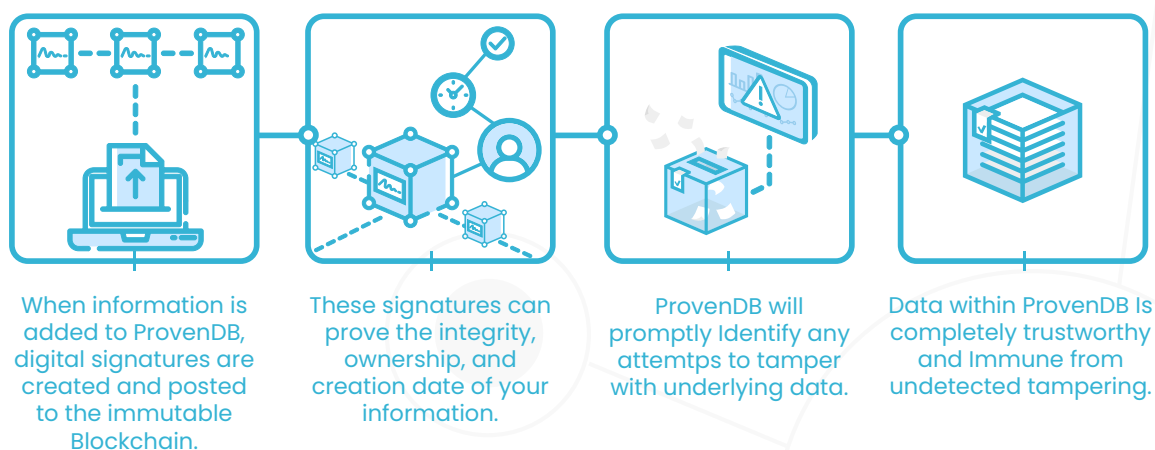 When information is
added to ProvenDB,
digital signatures are
created and posted
to the immutable
Blockchain.
These signatures can
prove the integrity,
ownership, and
creation date of your
information.
ProvenDB will
promptly Identify any
attemtps to tamper
with underlying data.
Data within ProvenDB Is
completely trustworthy
and Immune from
undetected tampering.